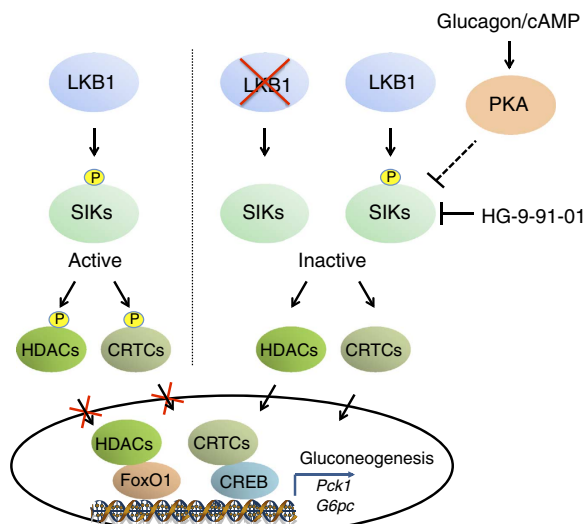 Glucagon/cAMP
LKB1
LKB1
LKB1
PKA
P
P
SIKs
SIKs
SIKs
HG-9-91-01
Active
Inactive
P
P
HDACs
CRTCs
HDACs
CRTCs
HDACs
CRTCs
Gluconeogenesis
FoxO1
CREB
Pck1
G6pc